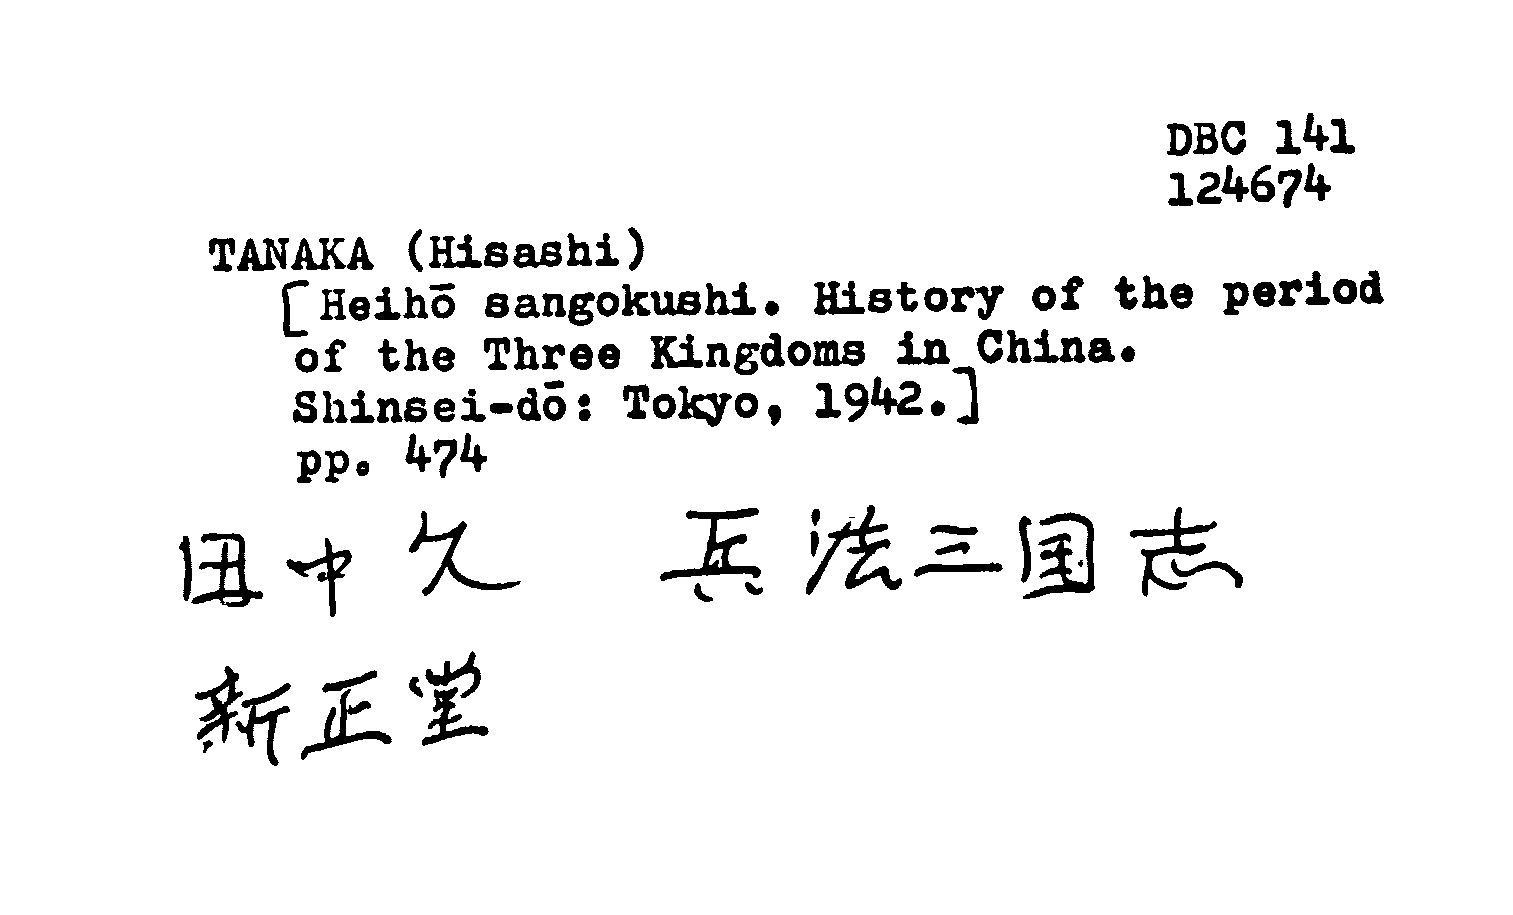 DBC 141
124674
TANAKA (Hisashi)
[Heihō sangokushi. History of the period
of the Three Kingdoms in China.
Shinsei-dō: Tokyo, 1942.]
pp. 474
田中久 兵法三国志
新正堂